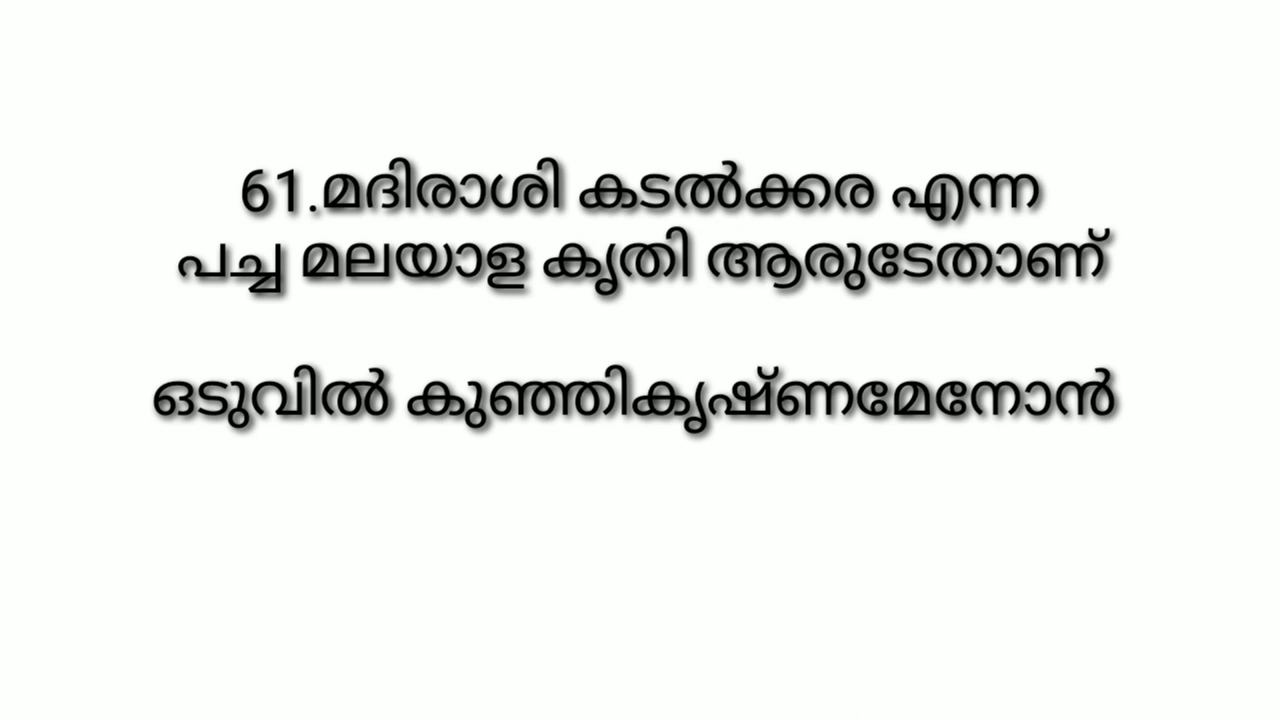 61.മദിരാശി കടൽക്കര എന്ന
പച്ച മലയാള കൃതി ആരുടേതാണ്
ഒടുവിൽ കുഞ്ഞികൃഷ്ണമേനോൻ